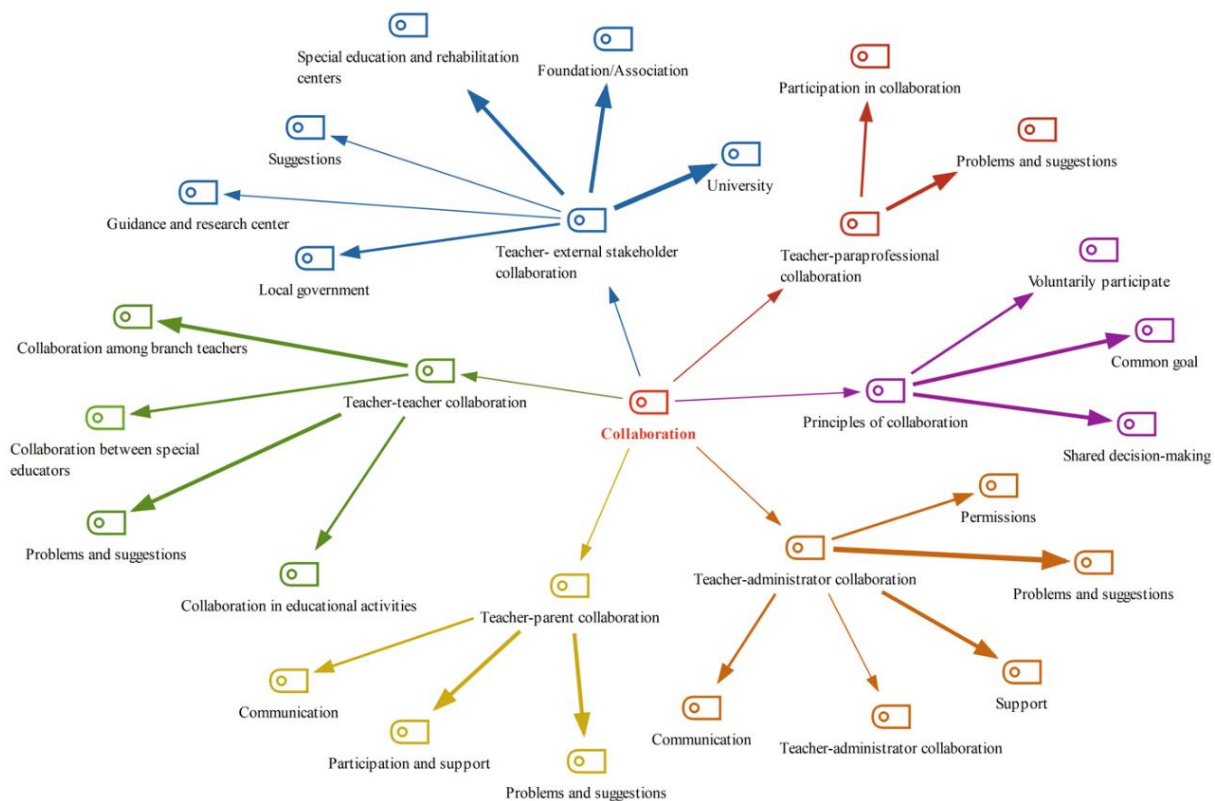 Special education and rehabilitation
centers
Foundation/Association
Participation in collaboration
Suggestions
Problems and suggestions
University
Guidance and research center
Teacher- external stakeholder
collaboration
Teacher-paraprofessional
collaboration
Local government
Voluntarily participate
Collaboration among branch teachers
Common goal
Teacher-teacher collaboration
Principles of collaboration
Collaboration
Collaboration between special
educators
Shared decision-making
Permissions
Problems and suggestions
Collaboration in educational activities
Teacher-administrator collaboration
Problems and suggestions
Teacher-parent collaboration
Communication
Support
Communication
Teacher-administrator collaboration
Participation and support
Problems and suggestions